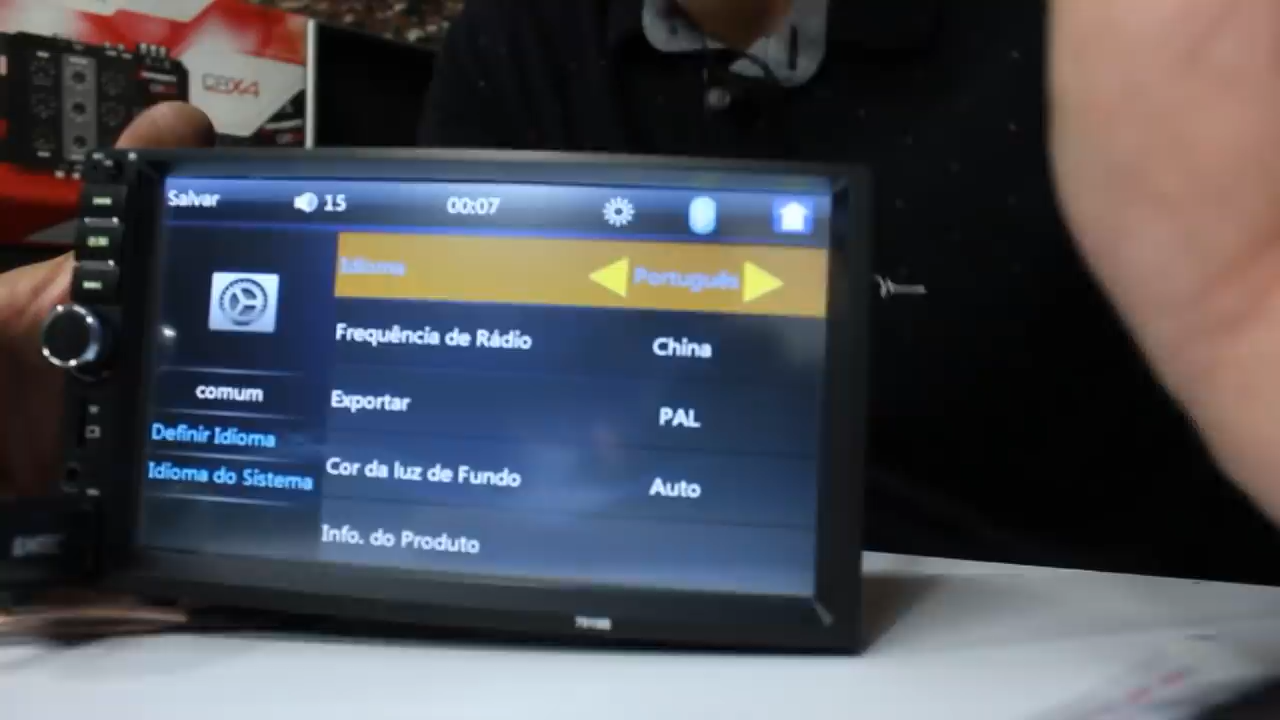 CRX4
Salvar 15 00:07
Idioma Português
Frequência de Rádio China
comum
Exportar PAL
Definir Idioma
Cor da luz de Fundo Auto
Idioma do Sistema
Info. do Produto